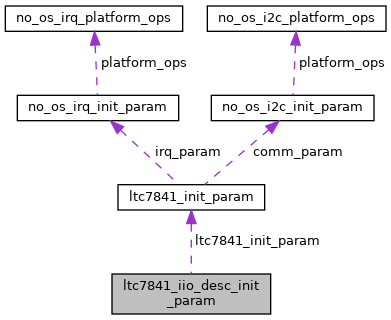 no_os_irq_platform_ops
no_os_i2c_platform_ops
platform_ops
platform_ops
no_os_irq_init_param
no_os_i2c_init_param
irq_param
comm_param
ltc7841_init_param
ltc7841_init_param
ltc7841_iio_desc_init
_param